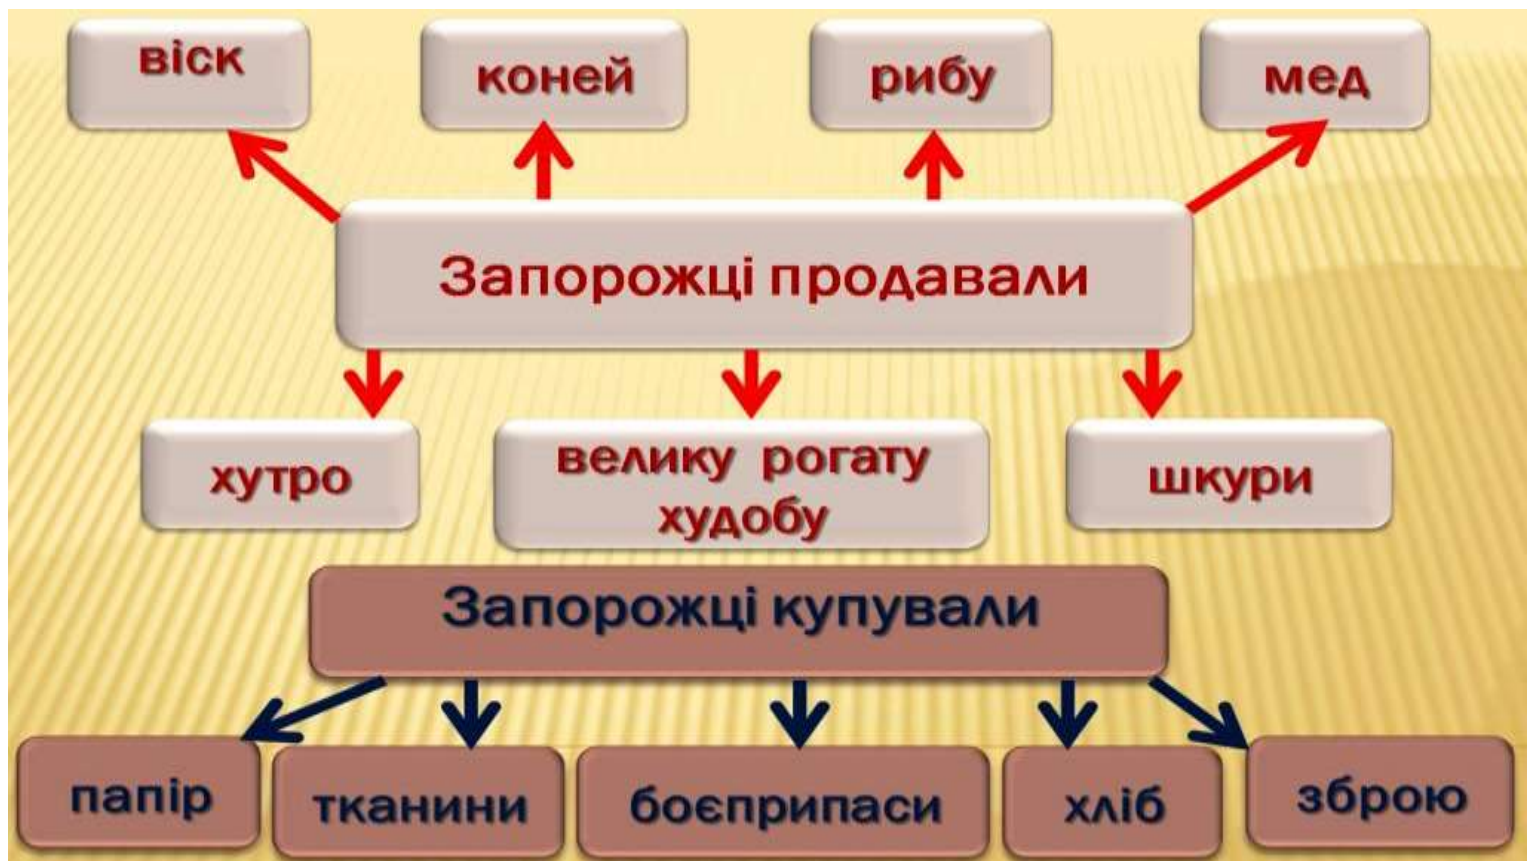 віск
коней
рибу
мед
Запорожці продавали
хутро
велику рогату
худобу
шкури
Запорожці купували
папір
тканини
боєприпаси
хліб
зброю